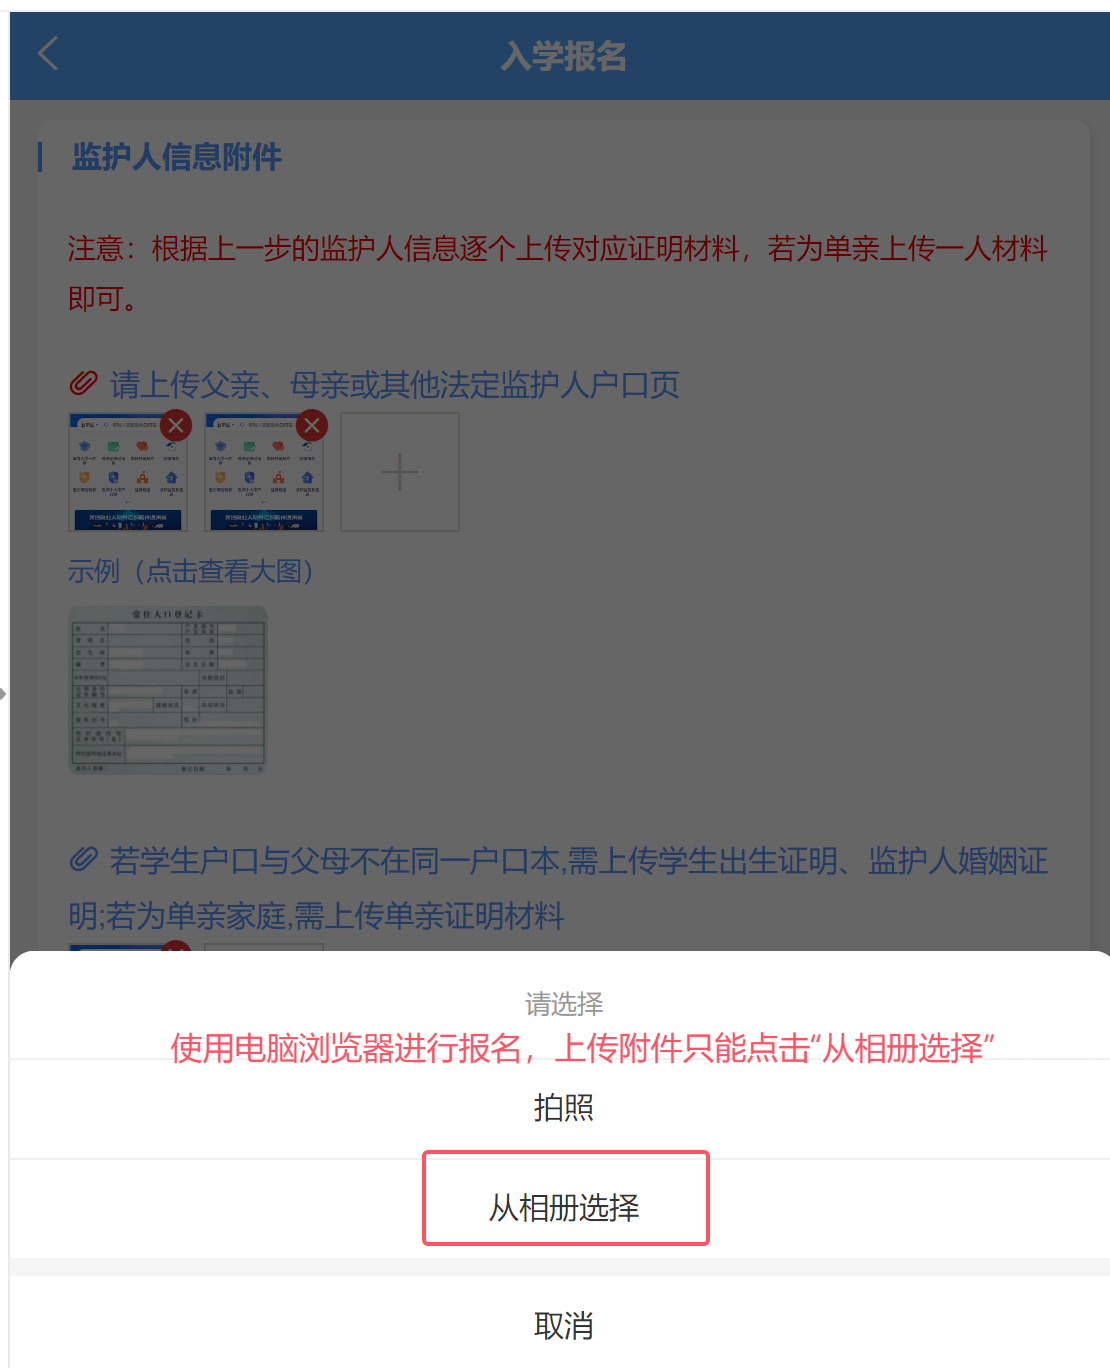 入学报名
监护人信息附件
注意：根据上一步的监护人信息逐个上传对应证明材料，若为单亲上传一人材料
即可。
请上传父亲、母亲或其他法定监护人户口页
示例（点击查看大图）
常住人口登记卡
若学生户口与父母不在同一户口本,需上传学生出生证明、监护人婚姻证
明;若为单亲家庭,需上传单亲证明材料
请选择
使用电脑浏览器进行报名，上传附件只能点击“从相册选择”
拍照
从相册选择
取消